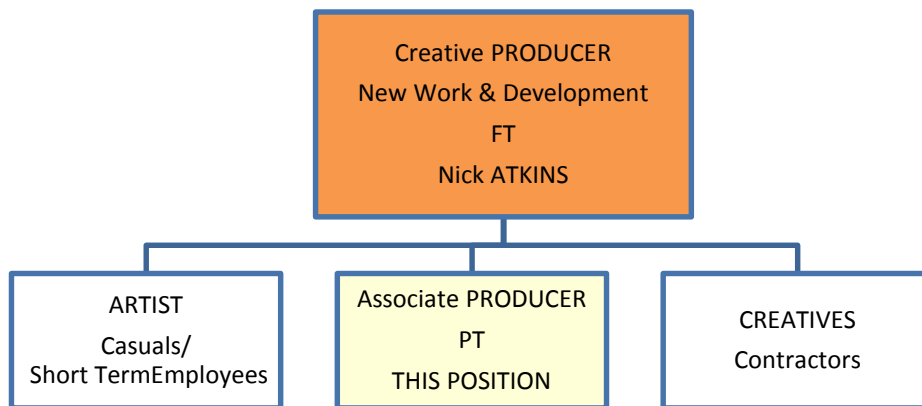 Creative PRODUCER
New Work & Development
FT
Nick ATKINS
ARTIST
Casuals/
Short TermEmployees
Associate PRODUCER
PT
THIS POSITION
CREATIVES
Contractors